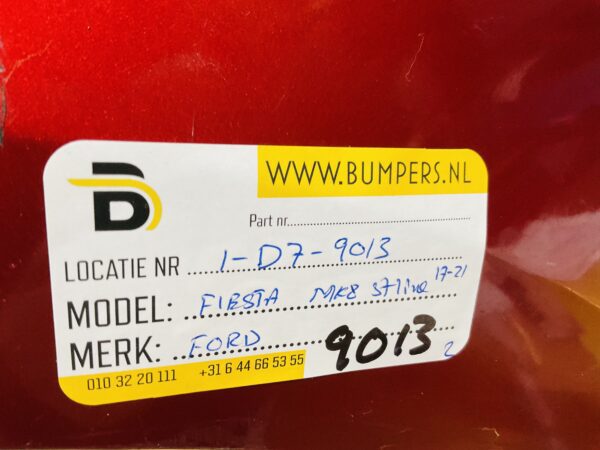 B
WWW.BUMPERS.NL
Part nr.
LOCATIE NR 1-D7-9013
MODEL: FIESTA MK8 STline 17-21
MERK: FORD 9013 2
010 32 20 111 +31 6 44 66 53 55